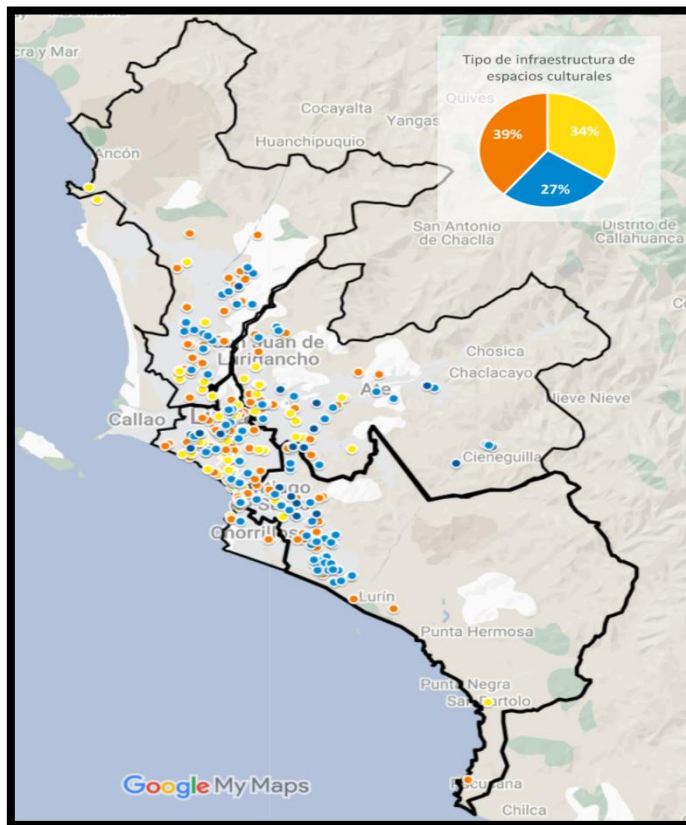 Tipo de infraestructura de
espacios culturales
39%
34%
27%
Quives
Yangas
Cocayalta
Huanchipuquio
Ancón
San Antonio
de Chaclla
Distrito de
Callahuanca
Chosica
Chaclacayo
Ate
Nieve Nieve
Callao
Cieneguilla
Chorrillos
Lurín
Punta Hermosa
Punta Negra
San Bartolo
Pucusana
Chilca
Google My Maps